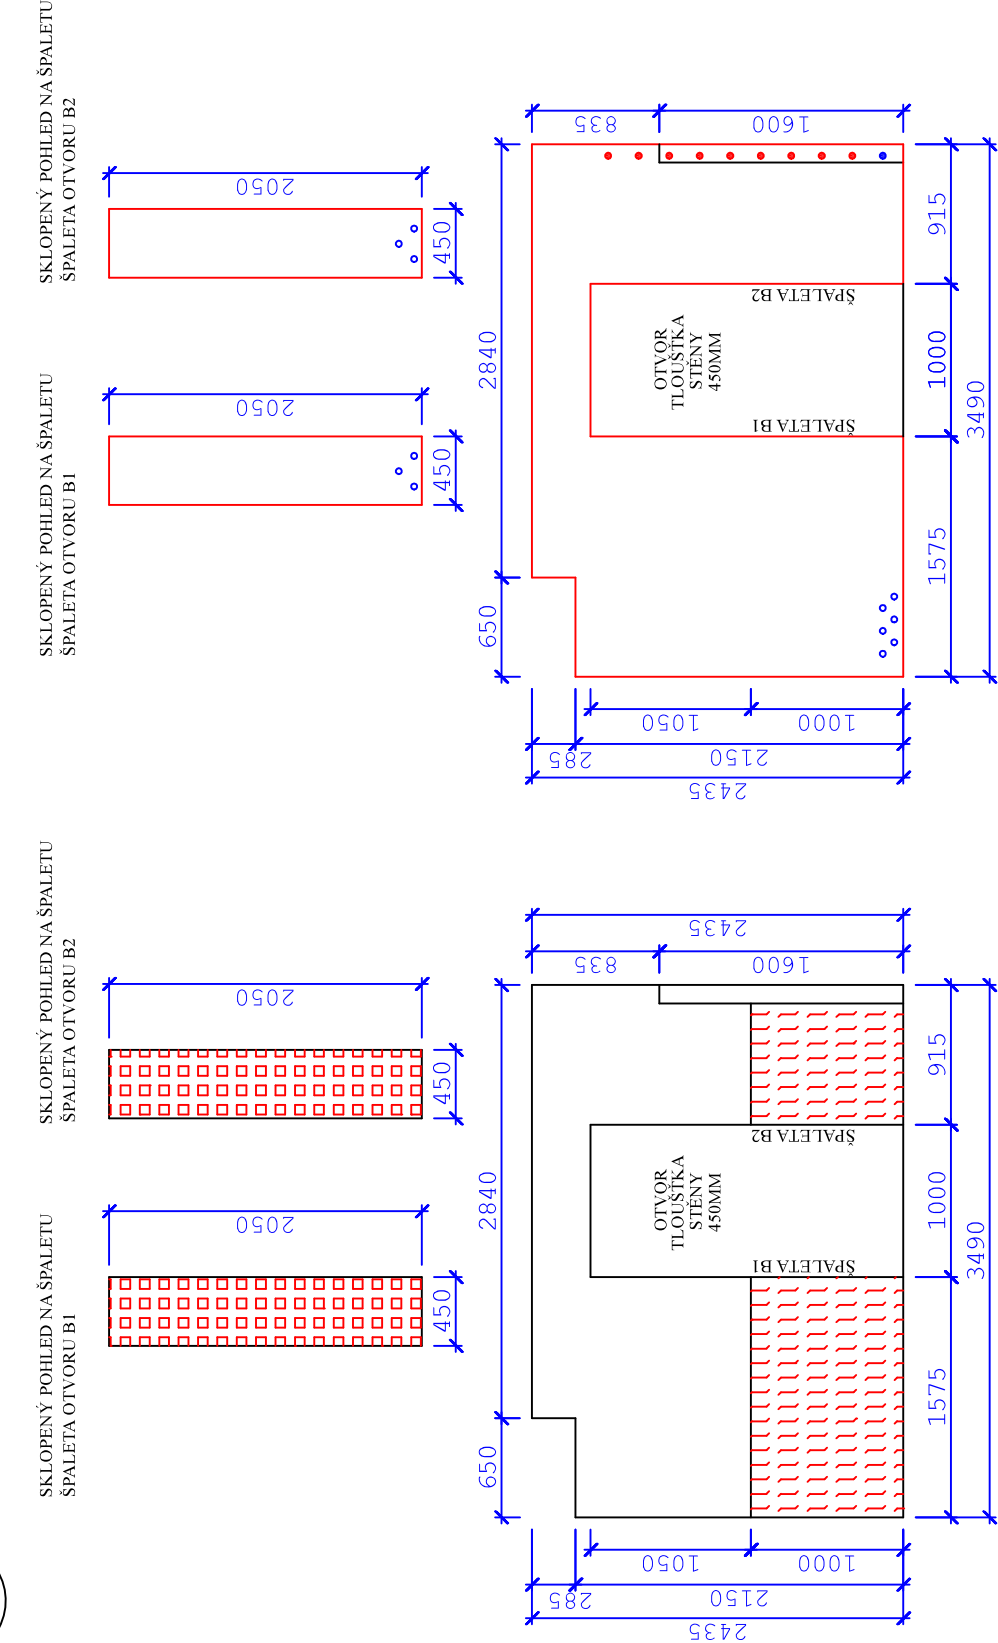 SKLOPENÝ POHLED NA ŠPALETU
ŠPALETA OTVORU B1
2050
450
SKLOPENÝ POHLED NA ŠPALETU
ŠPALETA OTVORU B2
2050
450
650
2840
2435
2150
285
1050
1000
OTVOR
TLOUŠŤKA
STĚNY
450MM
ŠPALETA B1
ŠPALETA B2
835
1600
2435
1575
1000
915
3490
SKLOPENÝ POHLED NA ŠPALETU
ŠPALETA OTVORU B1
2050
450
SKLOPENÝ POHLED NA ŠPALETU
ŠPALETA OTVORU B2
2050
450
650
2840
2435
2150
285
1050
1000
OTVOR
TLOUŠŤKA
STĚNY
450MM
ŠPALETA B1
ŠPALETA B2
835
1600
1575
1000
915
3490